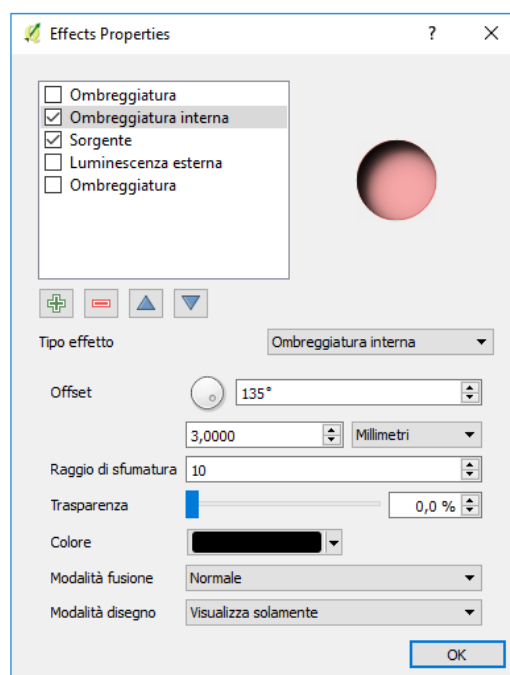 Effects Properties ?
Ombreggiatura
Ombreggiatura interna
Sorgente
Luminescenza esterna
Ombreggiatura
Tipo effetto Ombreggiatura interna
Offset 135°
3,0000 Millimetri
Raggio di sfumatura 10
Trasparenza 0,0 %
Colore
Modalità fusione Normale
Modalità disegno Visualizza solamente
OK